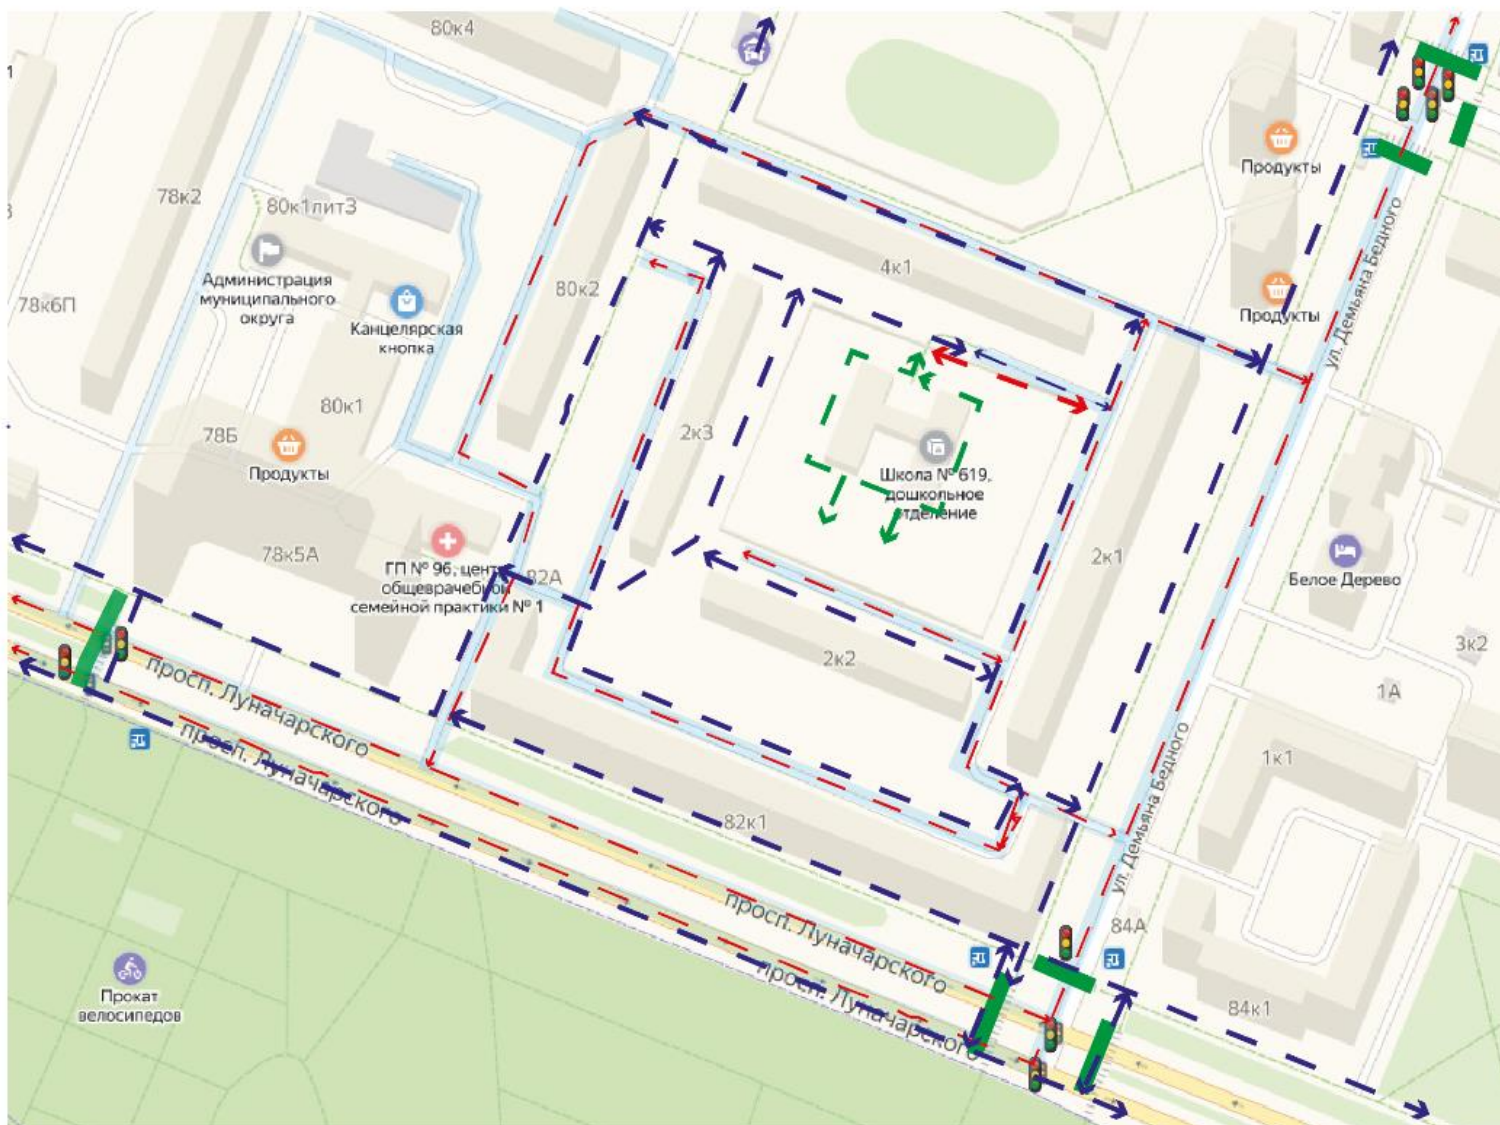 80к4
1
Продукты
78к2
80к1литЗ
4к1
Администрация
муниципального
округа
80к2
78к6П
Канцелярская
кнопка
Продукты
ул. Демьяна Бедного
80к1
78Б
2к3
Продукты
Школа № 619,
дошкольное
отделение
78к5А
2к1
ГП № 96, центр
общеврачебной
семейной практики № 1
82А
Белое Дерево
3к2
2к2
1А
просп. Луначарского
просп. Луначарского
1к1
82к1
ул. Демьяна Бедного
просп. Луначарского
84А
просп. Луначарского
Прокат
велосипедов
84к1